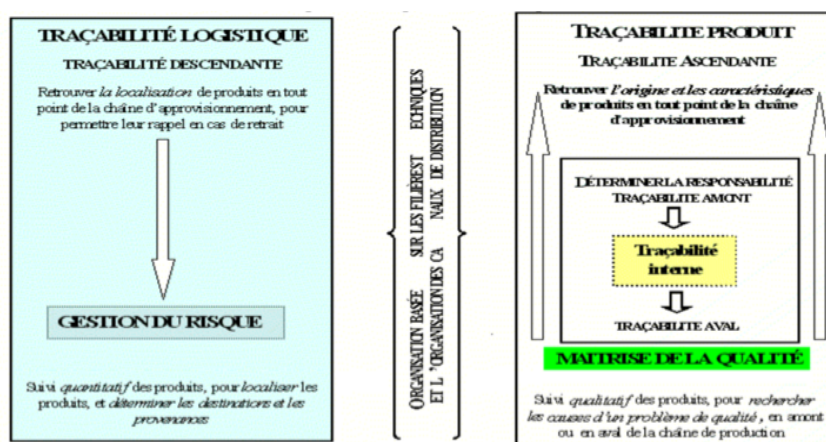 TRAÇABILITÉ LOGISTIQUE
TRAÇABILITÉ DESCENDANTE
Retrouver la localisation de produits en tout
point de la chaîne d'approvisionnement, pour
permettre leur rappel en cas de retrait
GESTION DU RISQUE
Suivi quantitatif des produits, pour localiser les
produits, et déterminer les destinations et les
provenances
ORGANISATION BASÉE SUR LES FILIÈREST ECHNIQUES
ET L 'ORGANISATION DES CA NAUX DE DISTRIBUTION
TRAÇABILITE PRODUIT
TRAÇABILITE ASCENDANTE
Retrouver l'origine et les caractéristiques
de produits en tout point de la chaîne
d'approvisionnement
DÉTERMINER LA RESPONSABILITÉ
TRAÇABILITE AMONT
Traçabilité
interne
TRAÇABILITE AVAL
MAITRISE DE LA QUALITÉ
Suivi qualitatif des produits, pour rechercher
les causes d'un problème de qualité, en amont
ou en aval de la chaîne de production